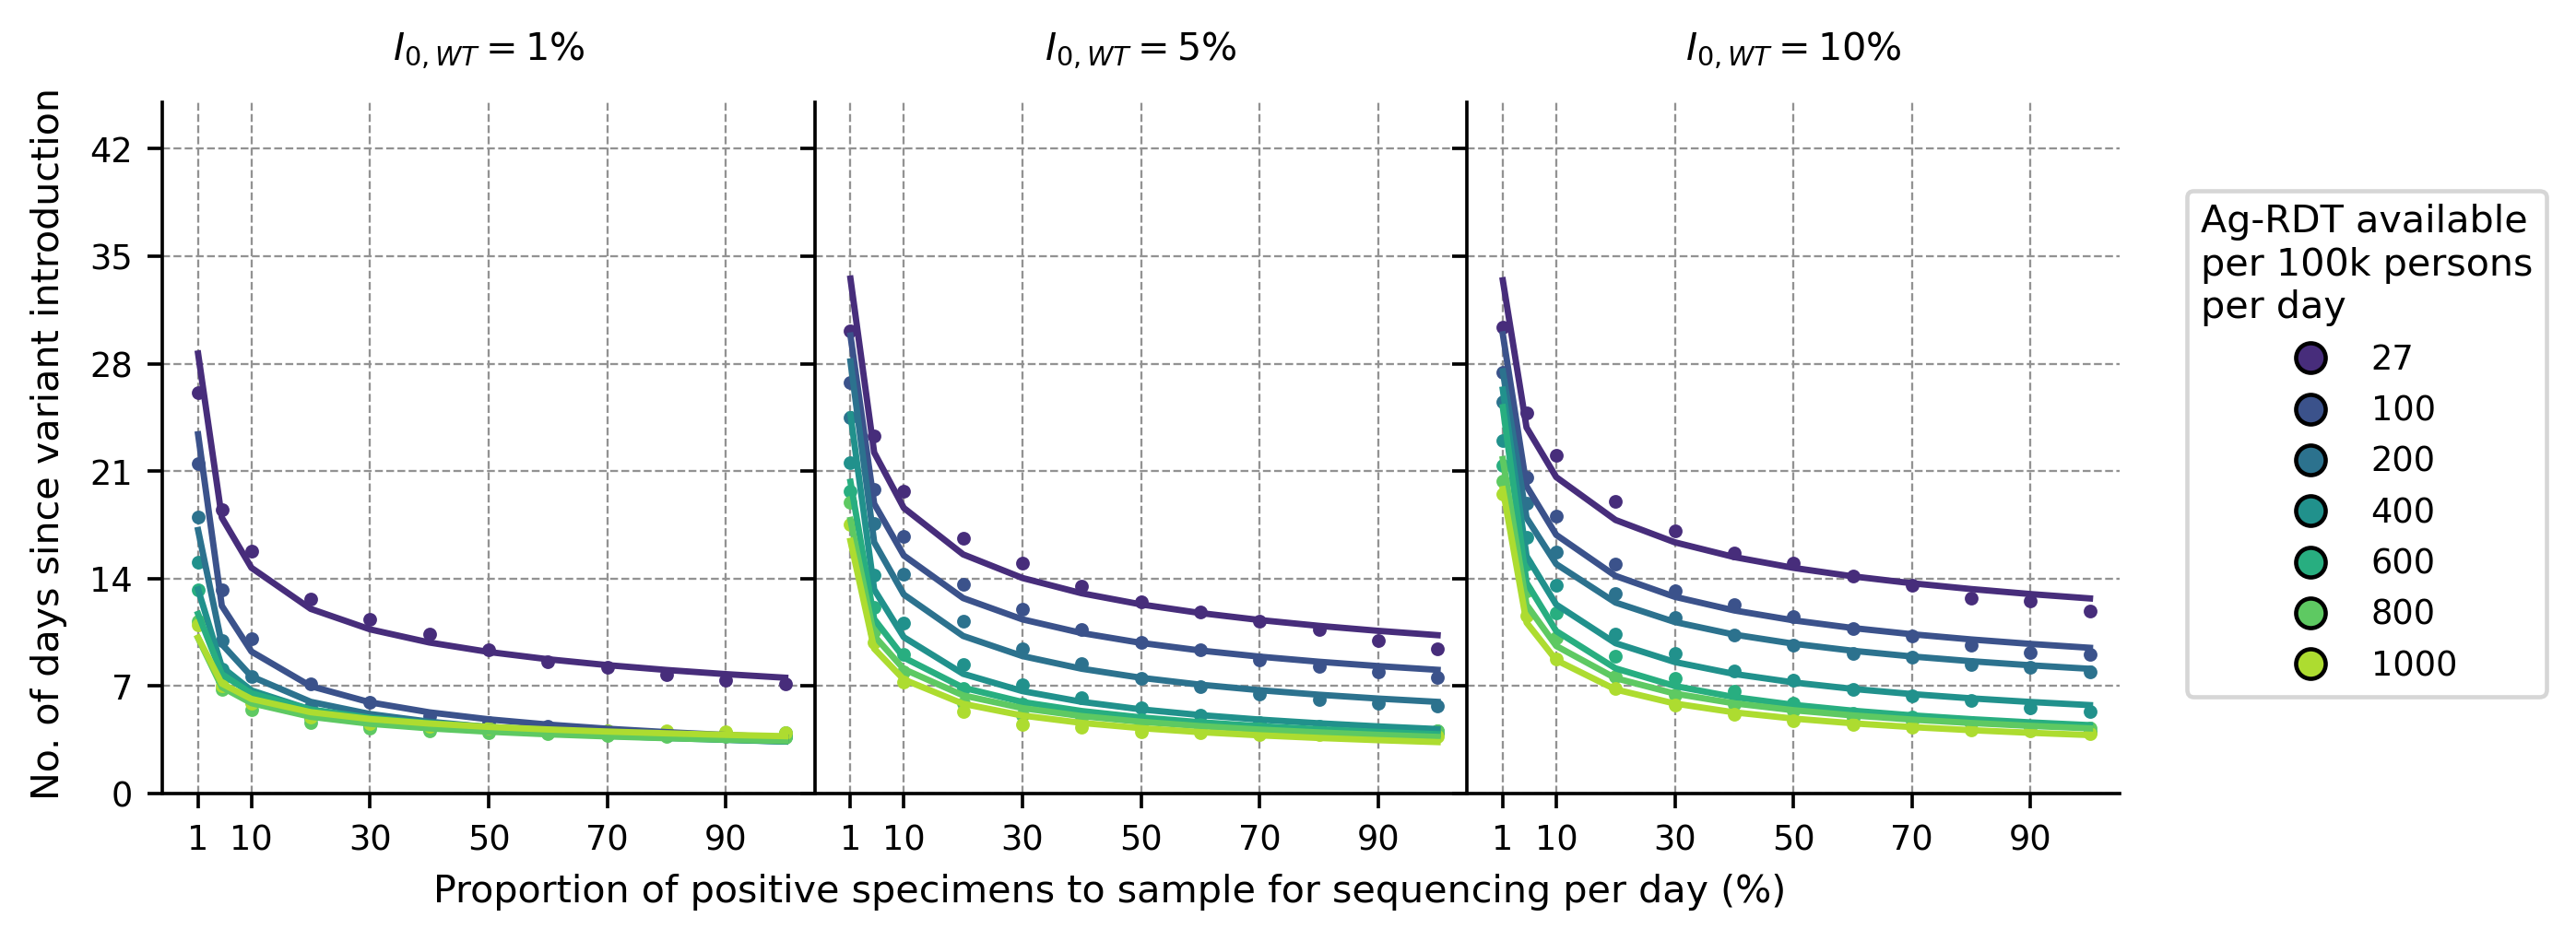 I0,WT = 1%
I0,WT = 5%
I0,WT = 10%
No. of days since variant introduction
42
35
28
21
14
7
0
1 10 30 50 70 90
1 10 30 50 70 90
1 10 30 50 70 90
Proportion of positive specimens to sample for sequencing per day (%)
Ag-RDT available
per 100k persons
per day
27
100
200
400
600
800
1000